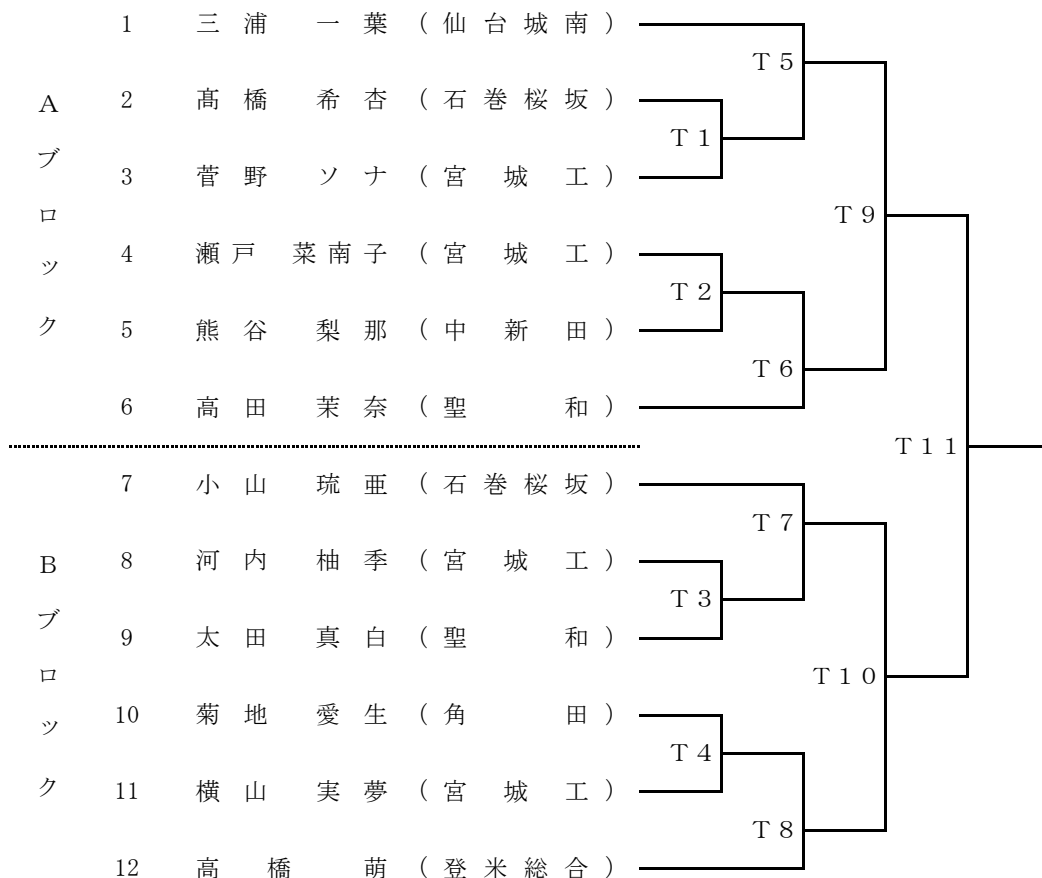 1 三浦 一葉 (仙台城南)
T5
Aブロック
2 髙橋 希杏 (石巻桜坂)
T1
3 菅野 ソナ (宮城工)
T9
4 瀬戸 菜南子 (宮城工)
T2
5 熊谷 梨那 (中新田)
T6
6 高田 茉奈 (聖和)
T11
7 小山 琉亜 (石巻桜坂)
T7
Bブロック
8 河内 柚季 (宮城工)
T3
9 太田 真白 (聖和)
T10
10 菊地 愛生 (角田)
T4
11 横山 実夢 (宮城工)
T8
12 高橋 萌 (登米総合)